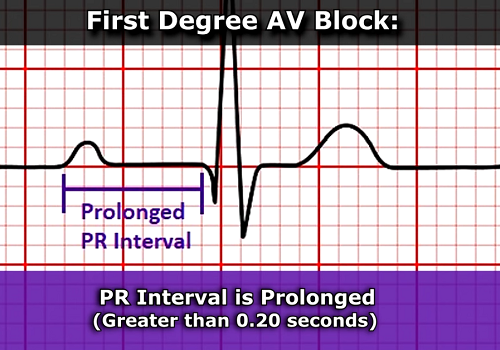 First Degree AV Block:
Prolonged
PR Interval
PR Interval is Prolonged
(Greater than 0.20 seconds)